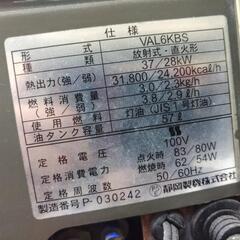 仕様
形式 VAL6KBS
種類 放射式・直火形
37/28kW
熱出力(強/弱) 31,800/24,200kcal/h
燃料消費量(強/弱) 3.0/2.3kg/h
3.8/2.9L/h
使用燃料 灯油(JIS1号灯油)
油タンク容量 57L
定格電圧 100V
点火時 83/80W
定格消費電力 燃焼時 62/54W
定格周波数 50/60Hz
製造番号 P-030242
静岡製機株式会社